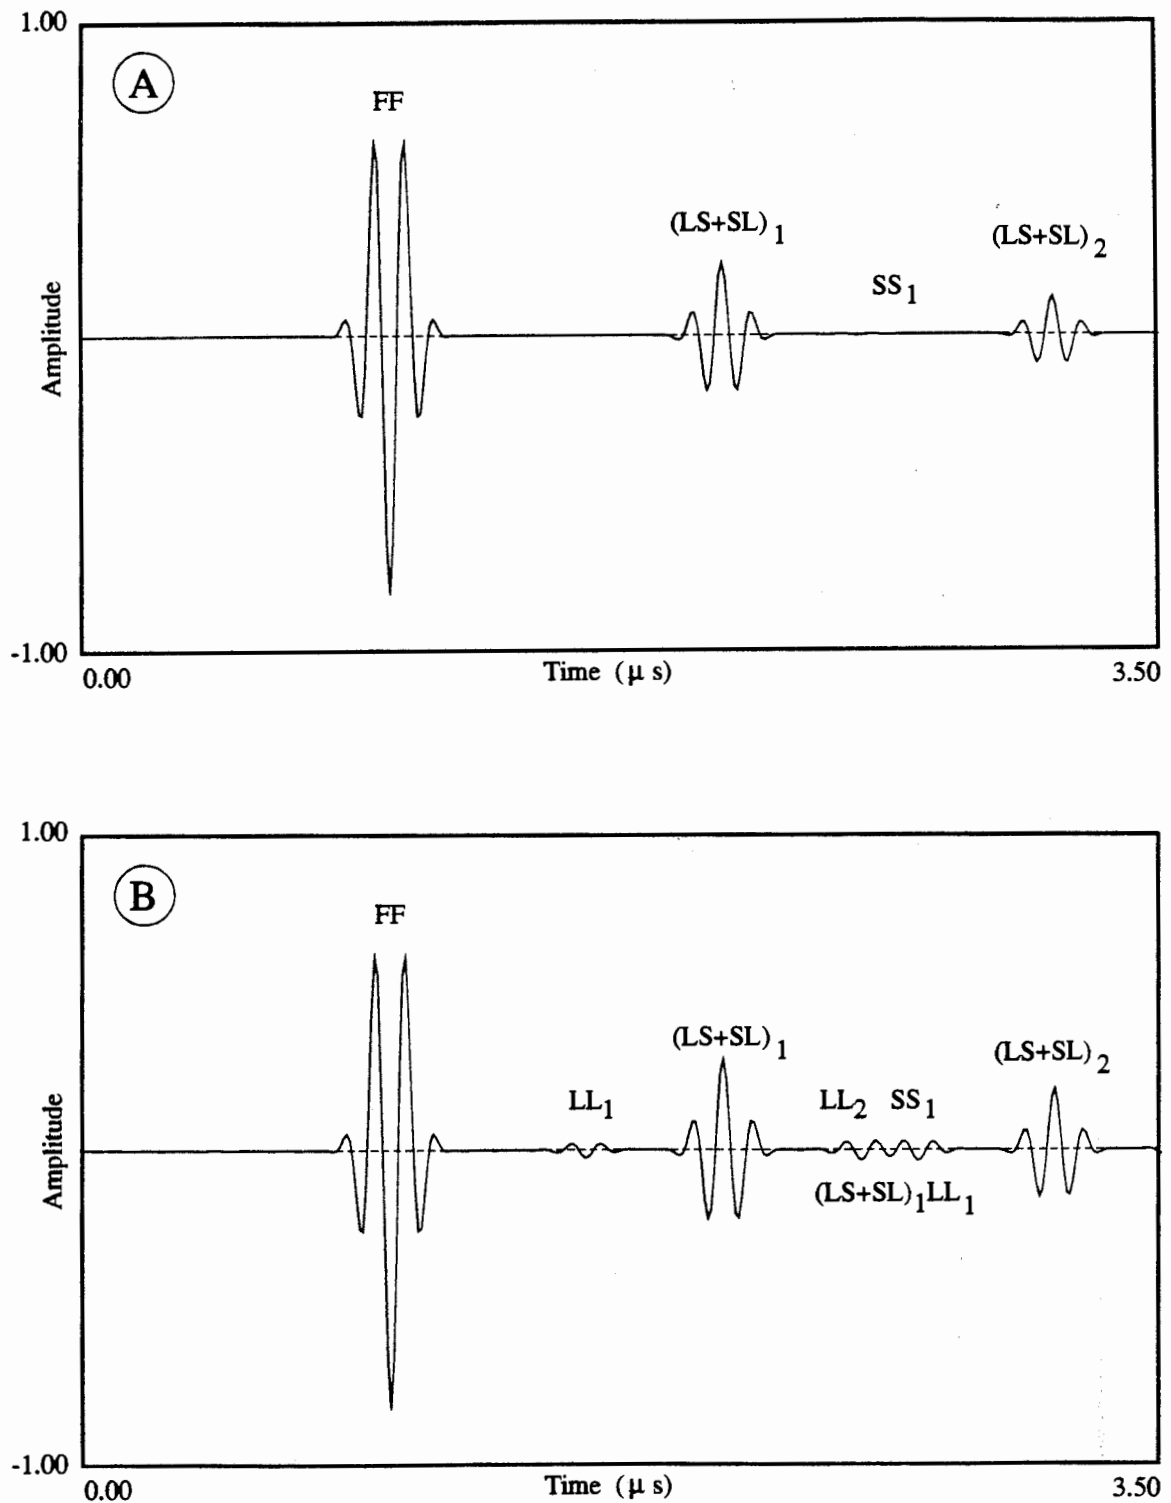 1.00
A
FF
(LS+SL)1
(LS+SL)2
SS1
Amplitude
-1.00
0.00
Time (μ s)
3.50
1.00
B
FF
(LS+SL)1
(LS+SL)2
LL1
LL2 SS1
(LS+SL)1LL1
Amplitude
-1.00
0.00
Time (μ s)
3.50